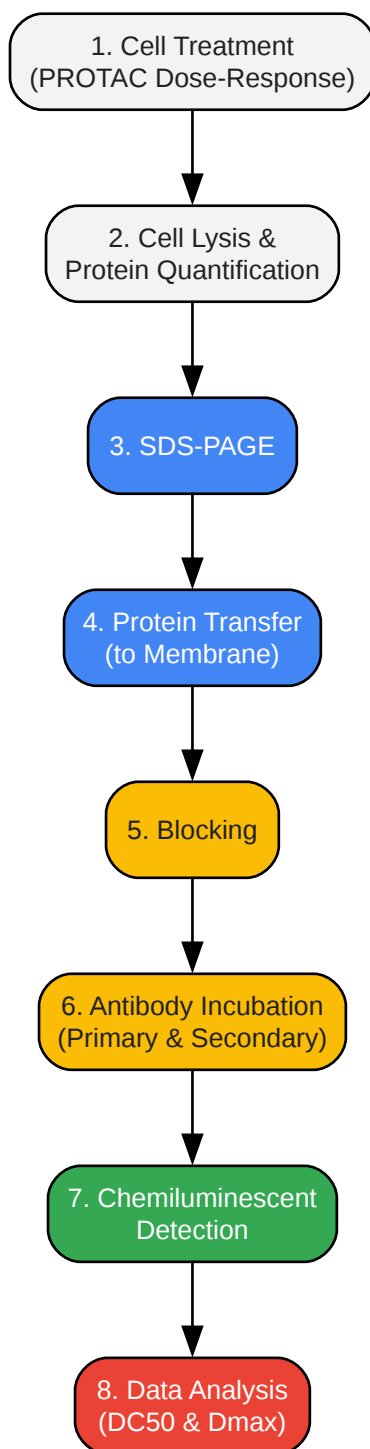 1. Cell Treatment
(PROTAC Dose-Response)
2. Cell Lysis &
Protein Quantification
3. SDS-PAGE
4. Protein Transfer
(to Membrane)
5. Blocking
6. Antibody Incubation
(Primary & Secondary)
7. Chemiluminescent
Detection
8. Data Analysis
(DC50 & Dmax)